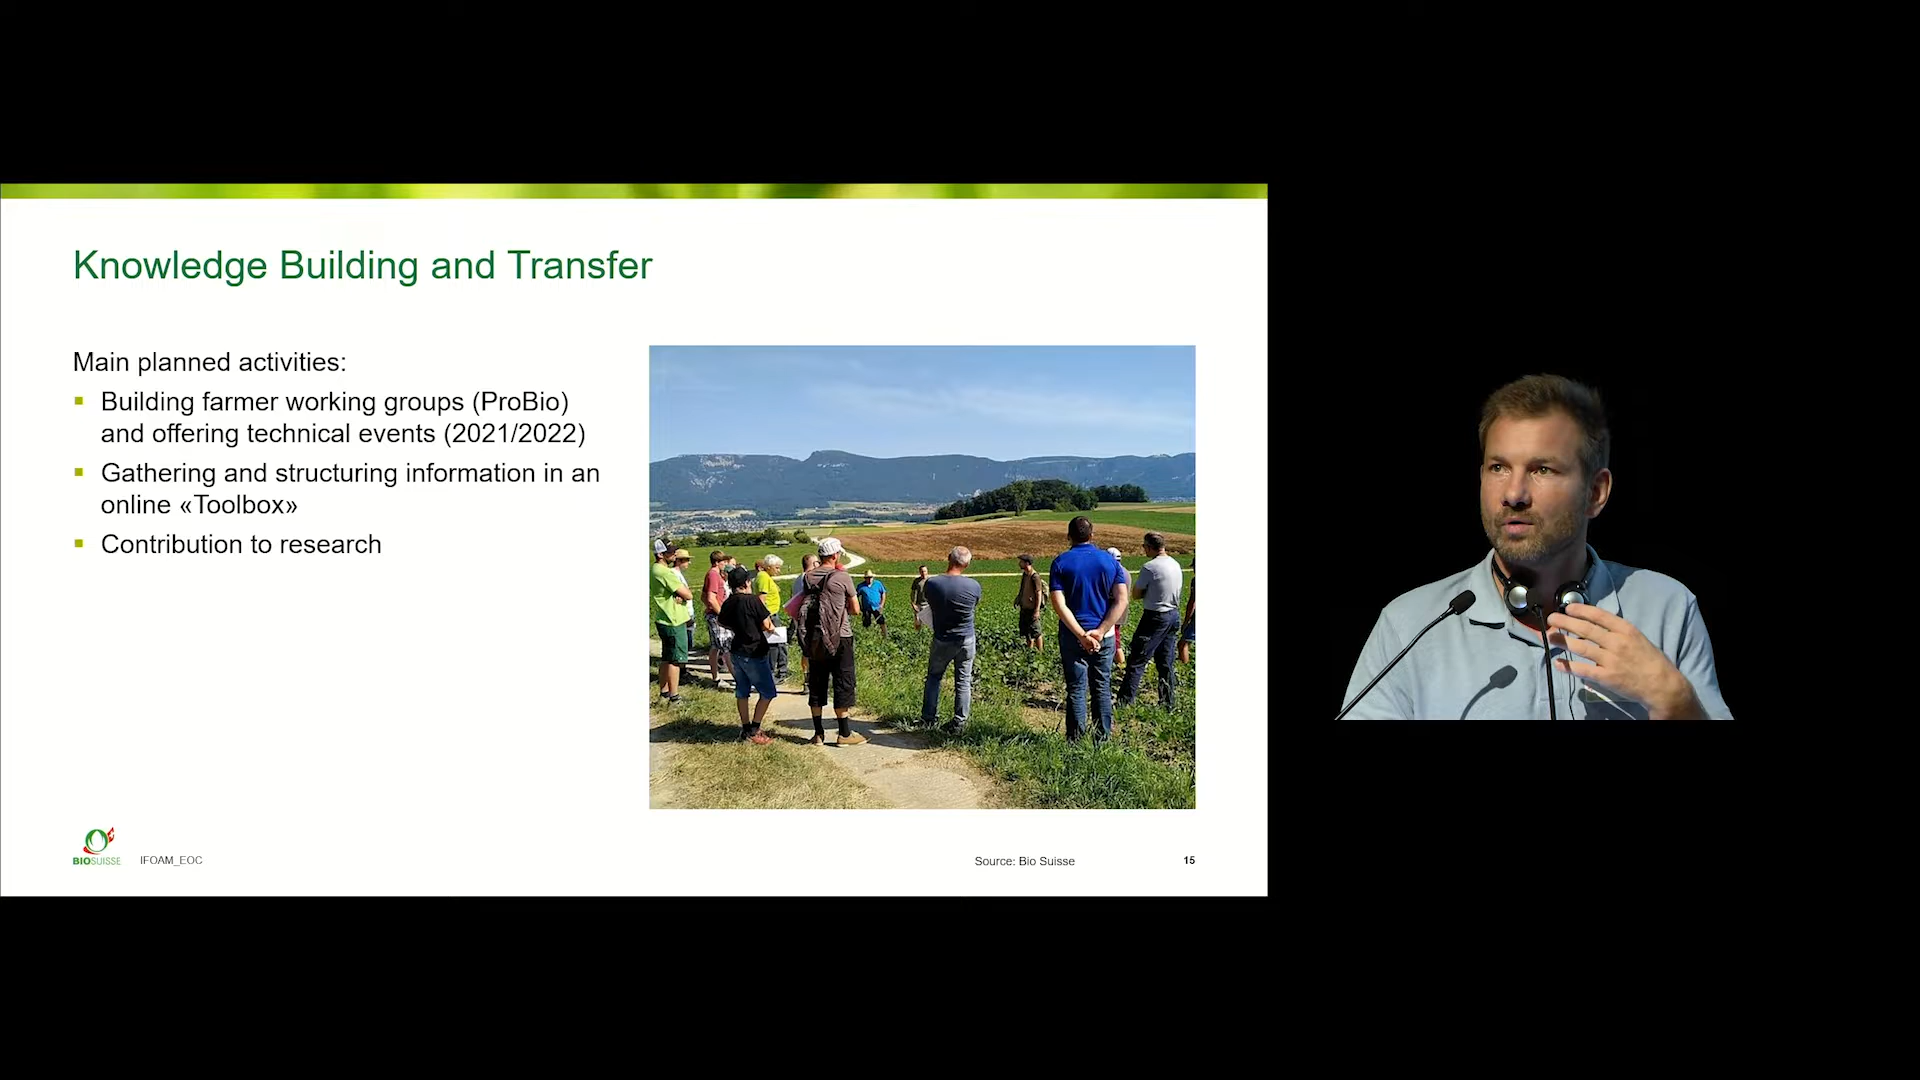 Knowledge Building and Transfer
Main planned activities:
Building farmer working groups (ProBio)
and offering technical events (2021/2022)
Gathering and structuring information in an
online «Toolbox»
Contribution to research
BIOSUISSE
IFOAM_EOC
Source: Bio Suisse
15